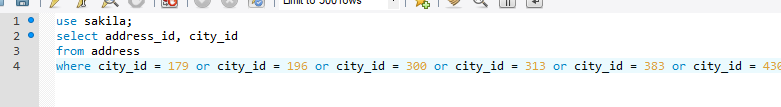 Limit to 500 rows
1 use sakila;
2 select address_id, city_id
3 from address
4 where city_id = 179 or city_id = 196 or city_id = 300 or city_id = 313 or city_id = 383 or city_id = 430